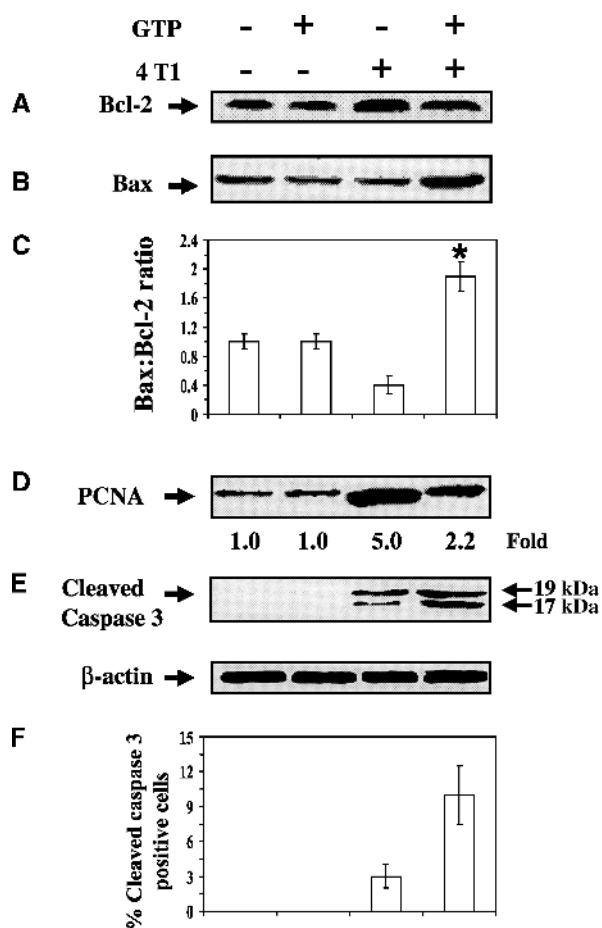 GTP - + - +
4 T1 - - + +
A Bcl-2
B Bax
C
Bax:Bcl-2 ratio
2.4
2
1.6
1.2
0.8
0.4
0
*
D PCNA
1.0 1.0 5.0 2.2 Fold
E Cleaved Caspase 3
19 kDa
17 kDa
β-actin
F
% Cleaved caspase 3
positive cells
15
12
9
6
3
0